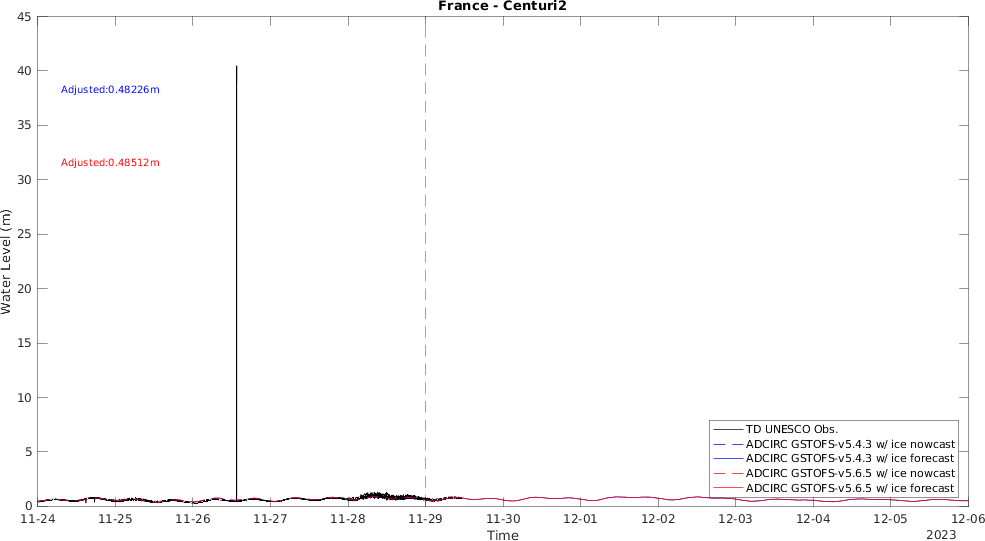 France - Centuri2
45
40
35
30
25
20
15
10
5
0
Water Level (m)
Adjusted:0.48226m
Adjusted:0.48512m
TD UNESCO Obs.
ADCIRC GSTOFS-v5.4.3 w/ ice nowcast
ADCIRC GSTOFS-v5.4.3 w/ ice forecast
ADCIRC GSTOFS-v5.6.5 w/ ice nowcast
ADCIRC GSTOFS-v5.6.5 w/ ice forecast
11-24 11-25 11-26 11-27 11-28 11-29 11-30 12-01 12-02 12-03 12-04 12-05 12-06
Time
2023